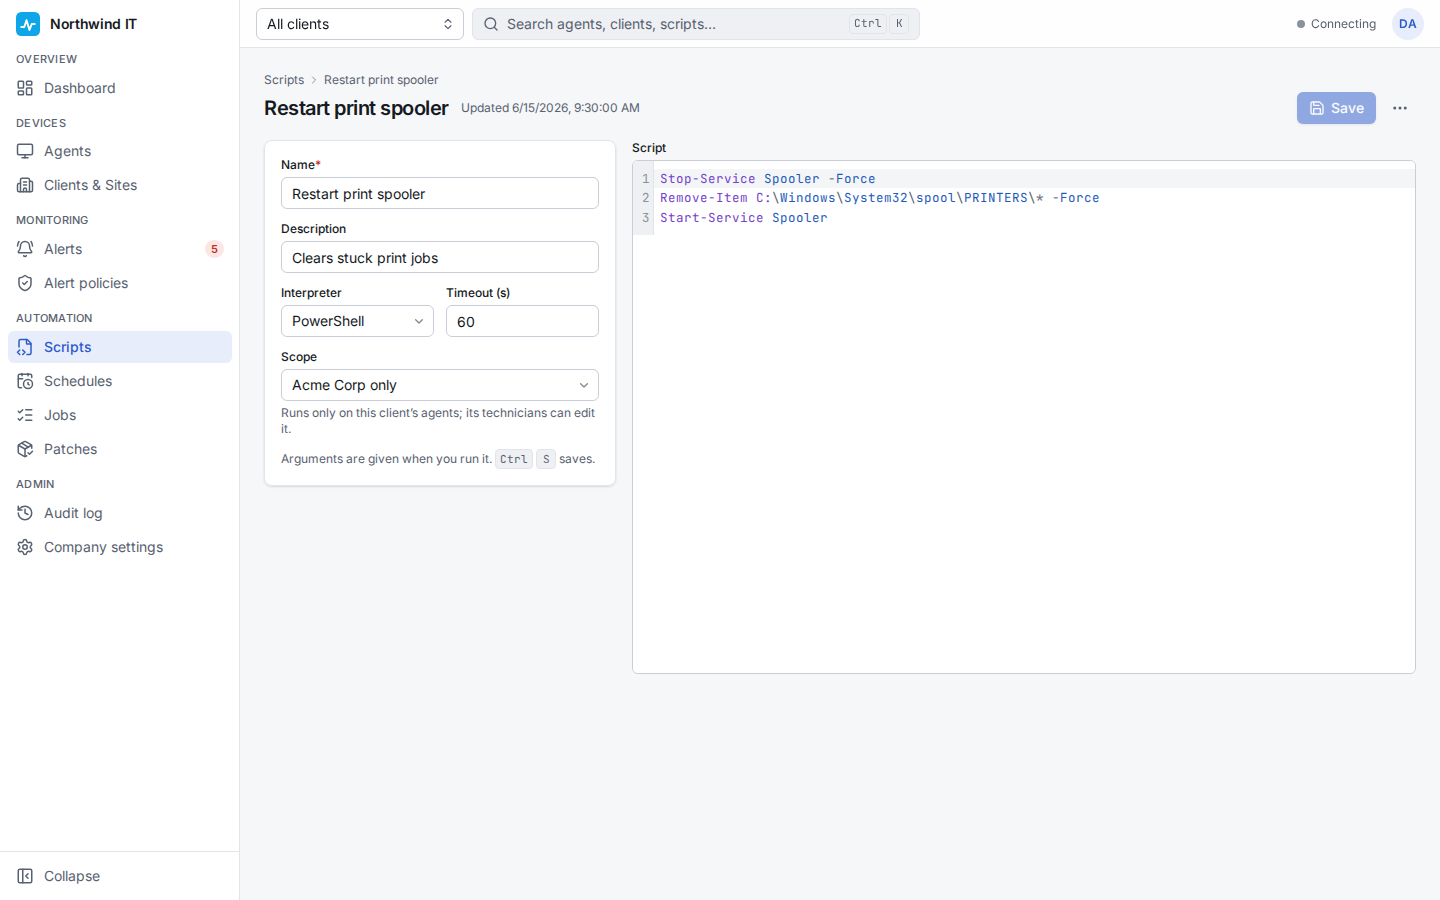 Northwind IT
OVERVIEW
Dashboard
DEVICES
Agents
Clients & Sites
MONITORING
Alerts 5
Alert policies
AUTOMATION
Scripts
Schedules
Jobs
Patches
ADMIN
Audit log
Company settings
Collapse
All clients
Search agents, clients, scripts... Ctrl K
Connecting DA
Scripts > Restart print spooler
Restart print spooler Updated 6/15/2026, 9:30:00 AM
Save
Name*
Restart print spooler
Description
Clears stuck print jobs
Interpreter Timeout (s)
PowerShell 60
Scope
Acme Corp only
Runs only on this client's agents; its technicians can edit
it.
Arguments are given when you run it. Ctrl S saves.
Script
1 Stop-Service Spooler -Force
2 Remove-Item C:\Windows\System32\spool\PRINTERS\* -Force
3 Start-Service Spooler